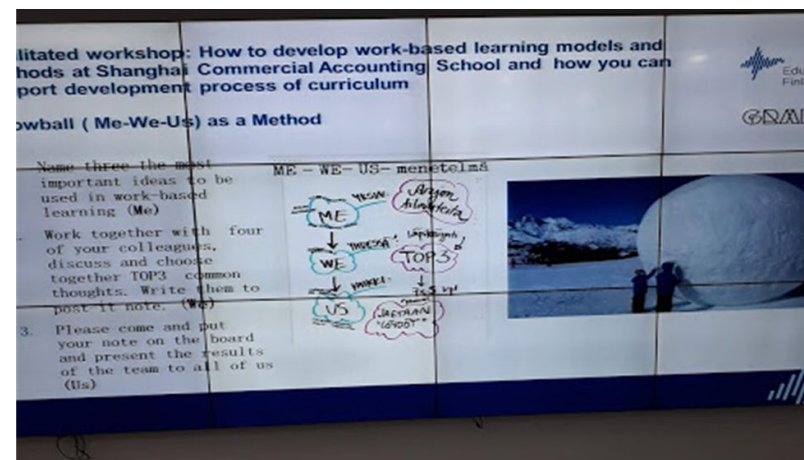 litated workshop: How to develop work-based learning models and
hods at Shanghai Commercial Accounting School and how you can
port development process of curriculum
owball ( Me-We-Us) as a Method
Edu
Finl
Name three the most
important ideas to be
used in work-based
learning (Me)
Work together with four
of your colleagues,
discuss and choose
together TOP3 common
thoughts. Write them to
post it note. (We)
3. Please come and put
your note on the board
and present the results
of the team to all of us
(Us)
ME - WE- US- menetelmä
ME
WE
TOP3
US
JAETAAN